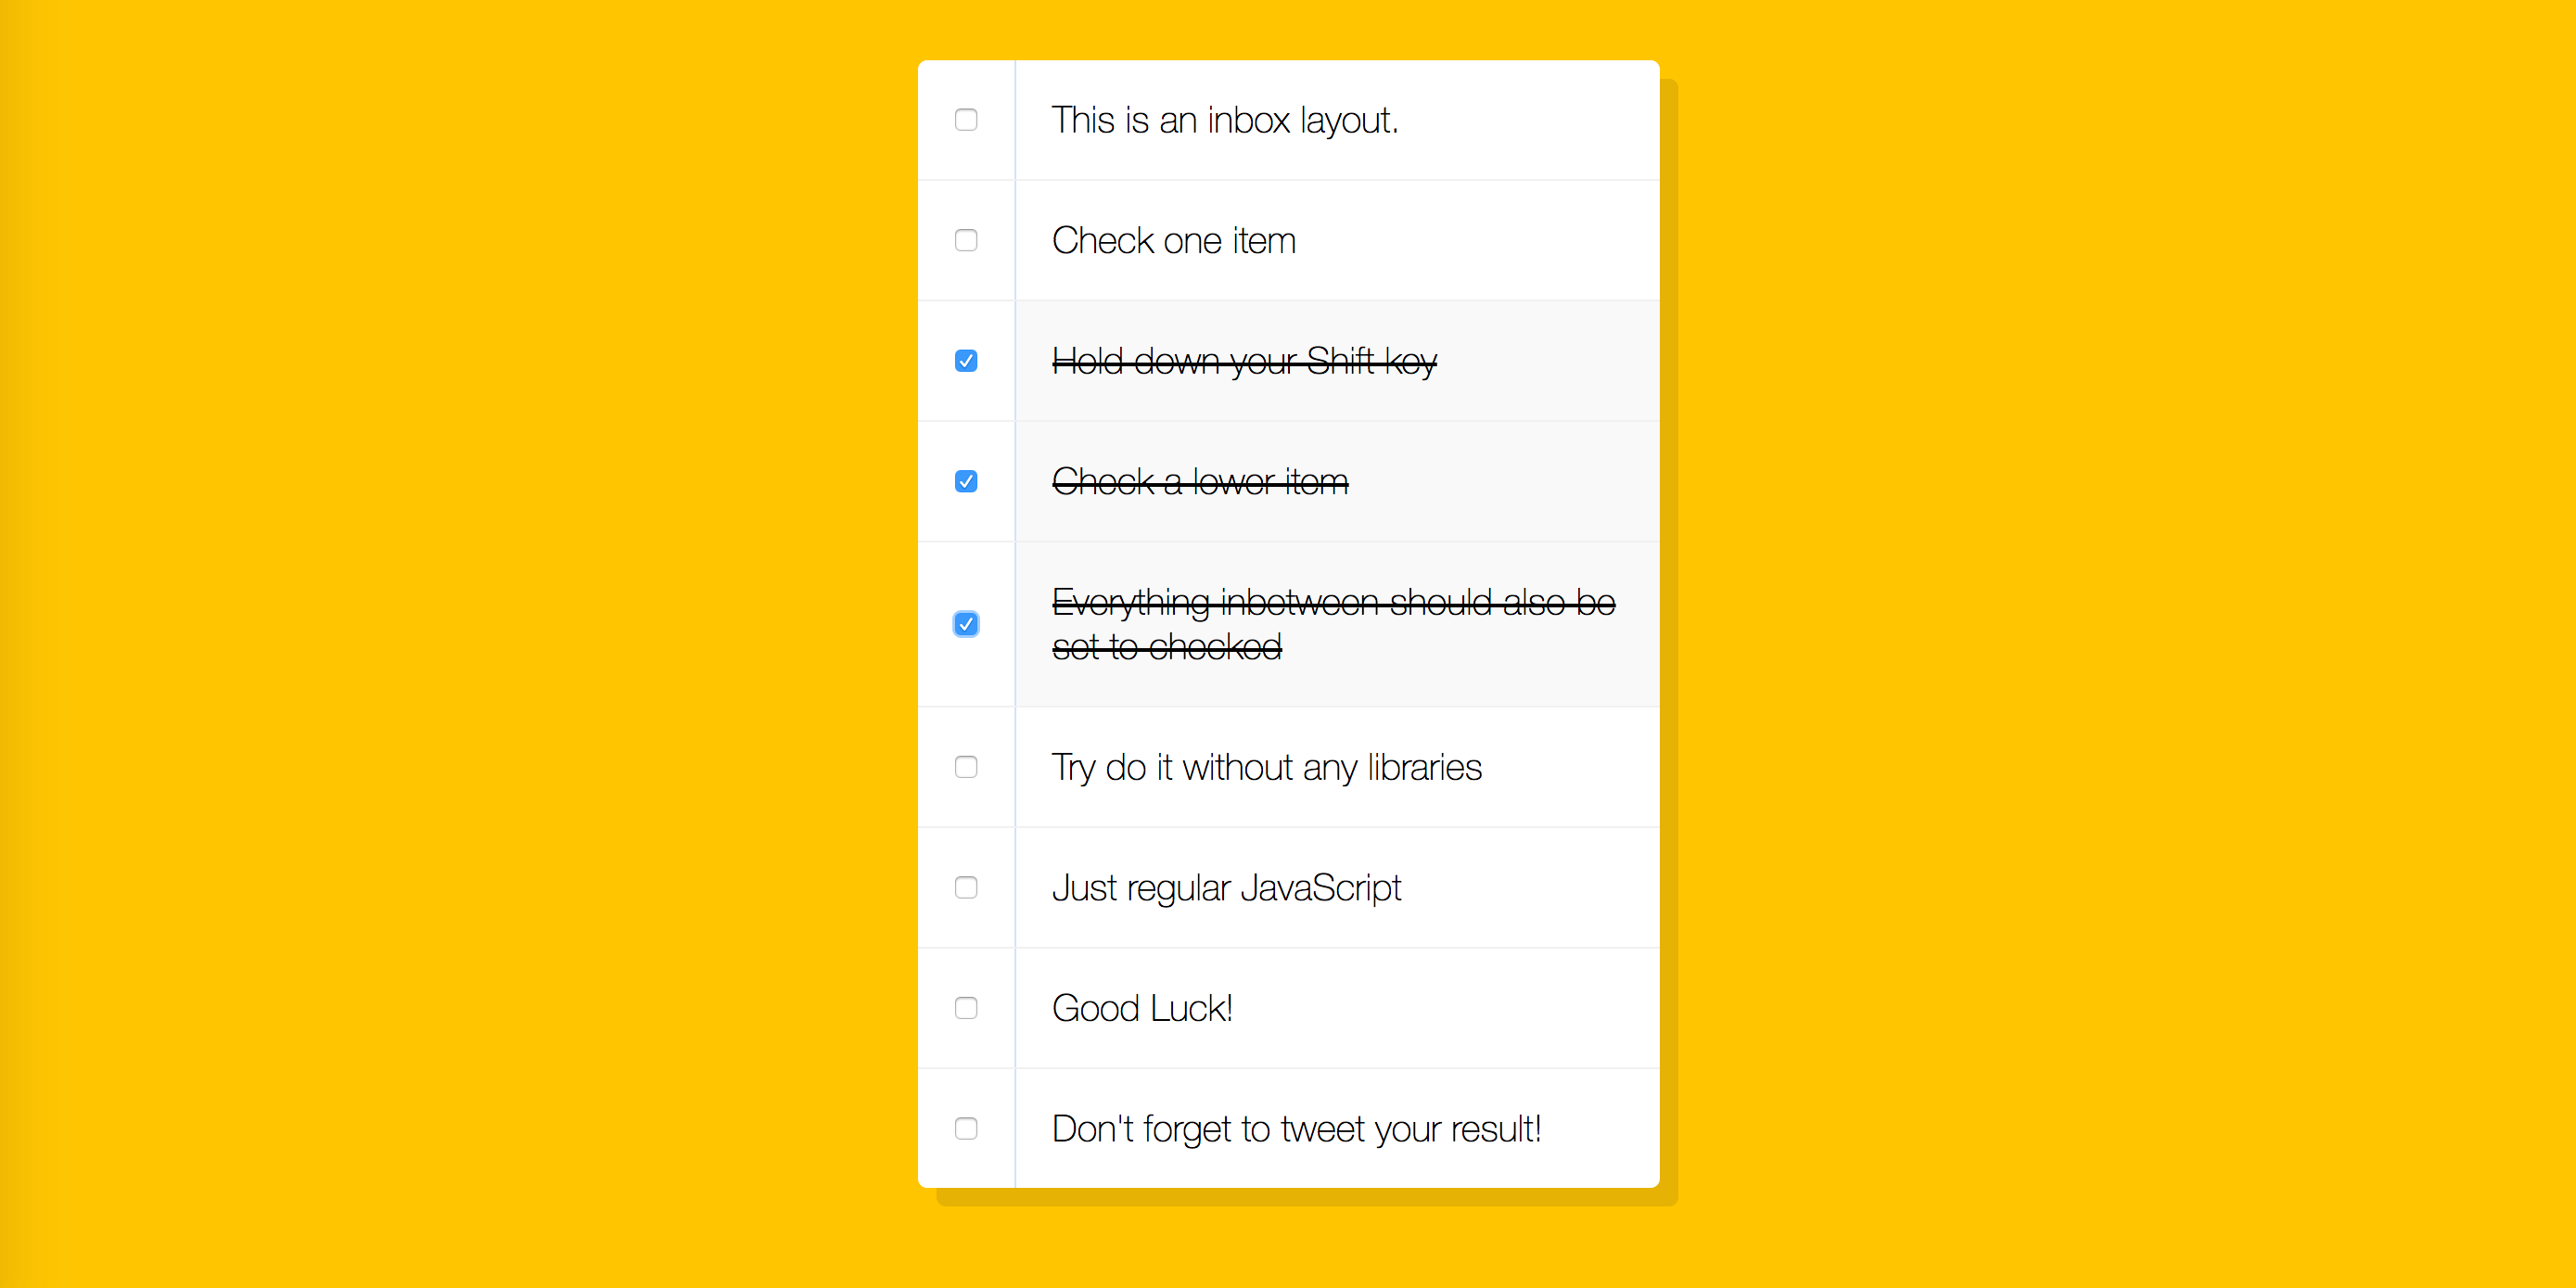 This is an inbox layout.
Check one item
Hold down your Shift key
Check a lower item
Everything inbetween should also be
set to checked
Try do it without any libraries
Just regular JavaScript
Good Luck!
Don't forget to tweet your result!